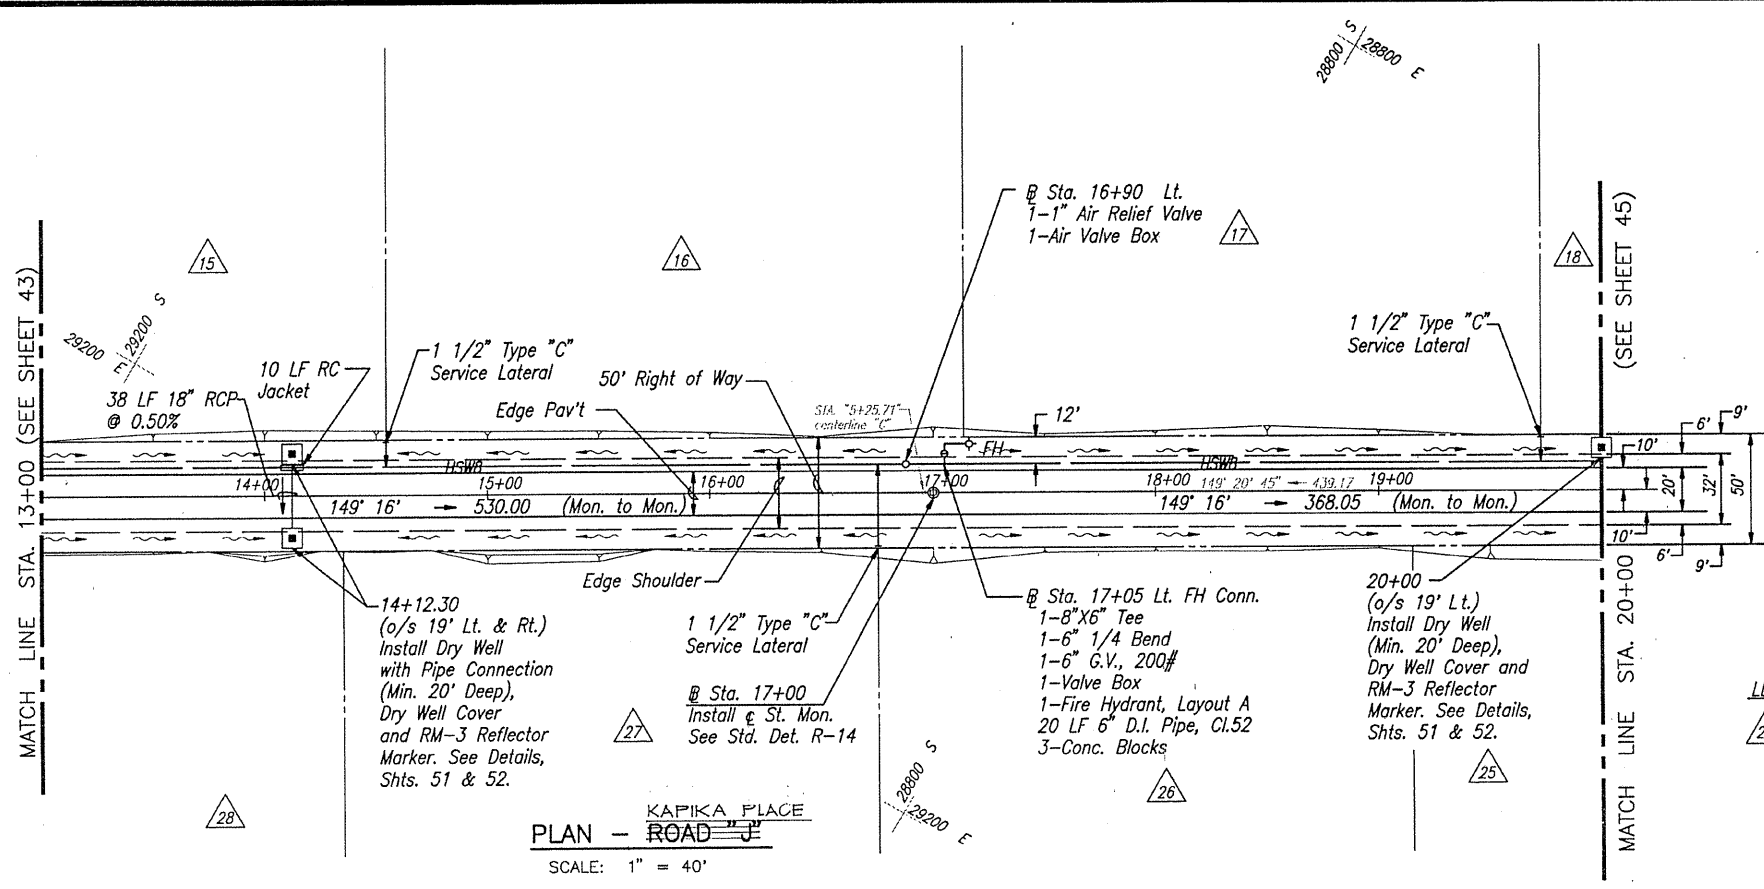 28800 S
28800 E
℔ Sta. 16+90 Lt.
1-1" Air Relief Valve
1-Air Valve Box
17
15
16
18
MATCH LINE STA. 13+00 (SEE SHEET 43)
MATCH LINE STA. 20+00 (SEE SHEET 45)
29200 E
29200 S
38 LF 18" RCP
@ 0.50%
10 LF RC
Jacket
1 1/2" Type "C"
Service Lateral
Edge Pav't
50' Right of Way
STA. "5+25.71"
centerline "C"
12'
FH
1 1/2" Type "C"
Service Lateral
HSWB
HSWB
14+00
15+00
16+00
17+00
18+00
149° 20' 45" ← 439.17
19+00
149° 16' → 530.00 (Mon. to Mon.)
149° 16' → 368.05 (Mon. to Mon.)
6'
9'
10'
20'
32'
50'
10'
6'
9'
Edge Shoulder
14+12.30
(o/s 19' Lt. & Rt.)
Install Dry Well
with Pipe Connection
(Min. 20' Deep),
Dry Well Cover
and RM-3 Reflector
Marker. See Details,
Shts. 51 & 52.
1 1/2" Type "C"
Service Lateral
℔ Sta. 17+00
Install ℄ St. Mon.
See Std. Det. R-14
℔ Sta. 17+05 Lt. FH Conn.
1-8"X6" Tee
1-6" 1/4 Bend
1-6" G.V., 200#
1-Valve Box
1-Fire Hydrant, Layout A
20 LF 6" D.I. Pipe, Cl.52
3-Conc. Blocks
20+00
(o/s 19' Lt.)
Install Dry Well
(Min. 20' Deep),
Dry Well Cover and
RM-3 Reflector
Marker. See Details,
Shts. 51 & 52.
27
28
26
25
28800 S
29200 E
KAPIKA PLACE
PLAN - ROAD "J"
SCALE: 1" = 40'